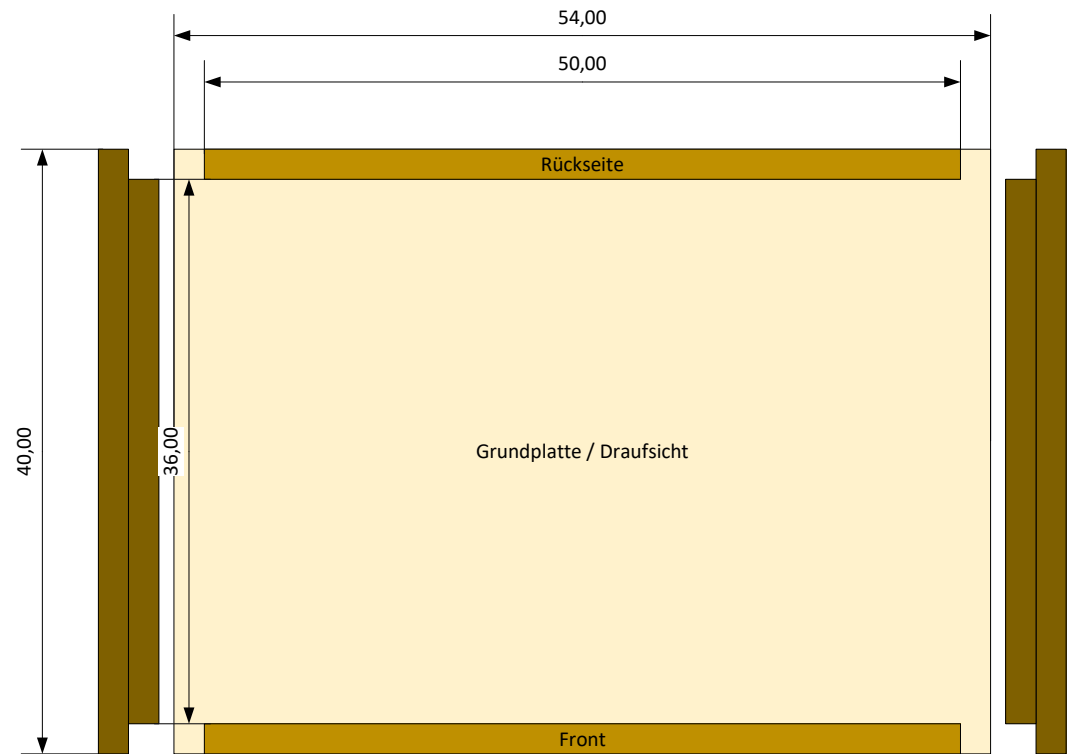 54,00
50,00
Rückseite
40,00
36,00
Grundplatte / Draufsicht
Front